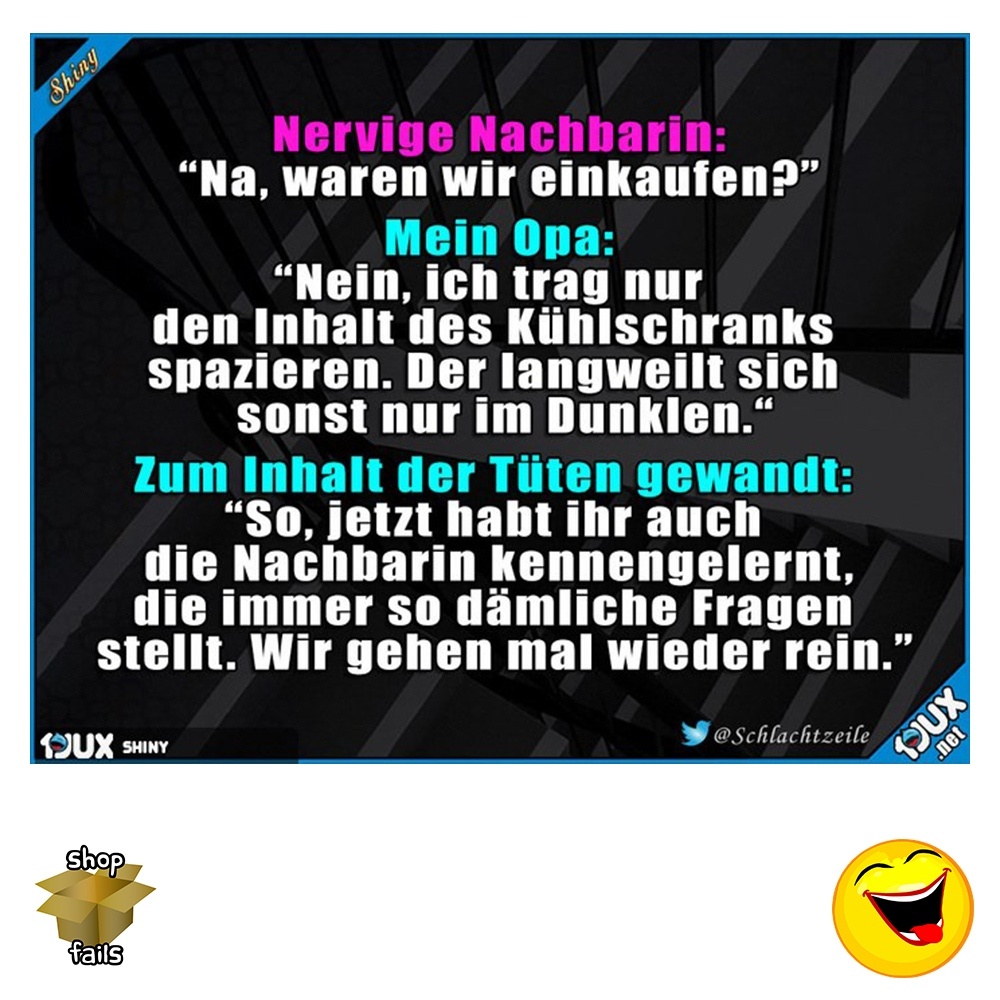 Shiny
Nervige Nachbarin:
“Na, waren wir einkaufen?”
Mein Opa:
“Nein, ich trag nur
den Inhalt des Kühlschranks
spazieren. Der langweilt sich
sonst nur im Dunklen.“
Zum Inhalt der Tüten gewandt:
“So, jetzt habt ihr auch
die Nachbarin kennengelernt,
die immer so dämliche Fragen
stellt. Wir gehen mal wieder rein.”
1JUX SHINY
@Schlachtzeile
1JUX
.net
shop
fails